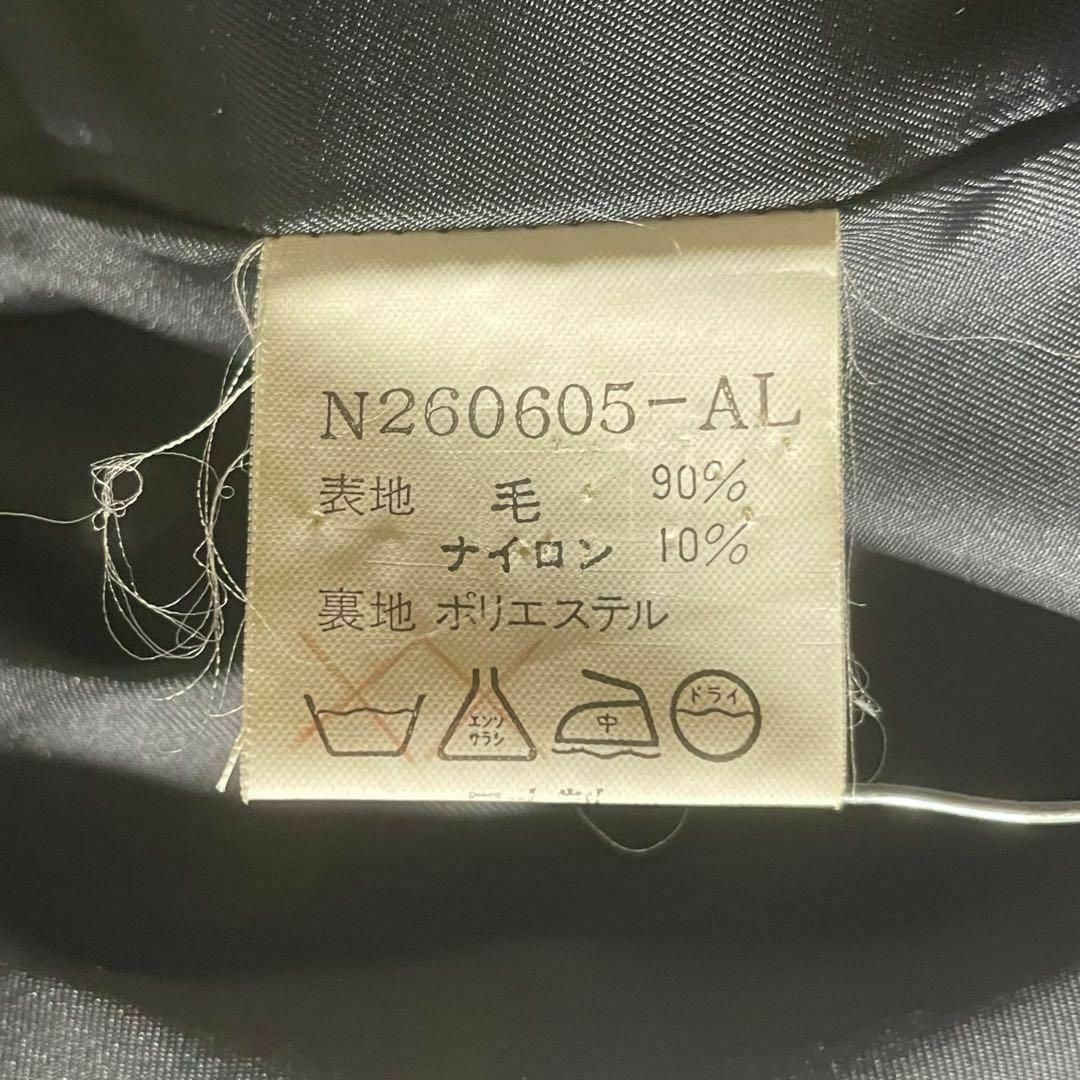 N260605-AL
表地 毛 90%
ナイロン 10%
裏地 ポリエステル
エンソ サラシ 中 ドライ